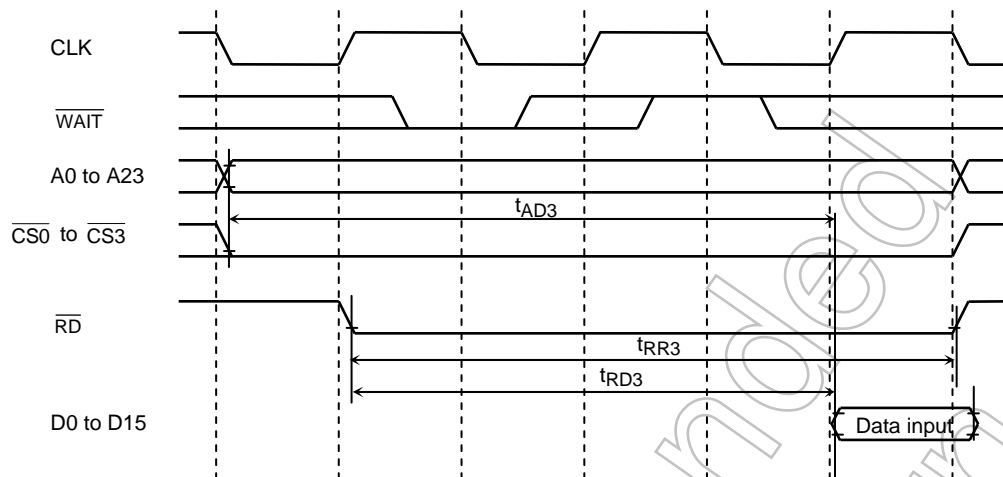 CLK
WAIT
A0 to A23
tAD3
CS0 to CS3
RD
tRR3
tRD3
D0 to D15
Data input